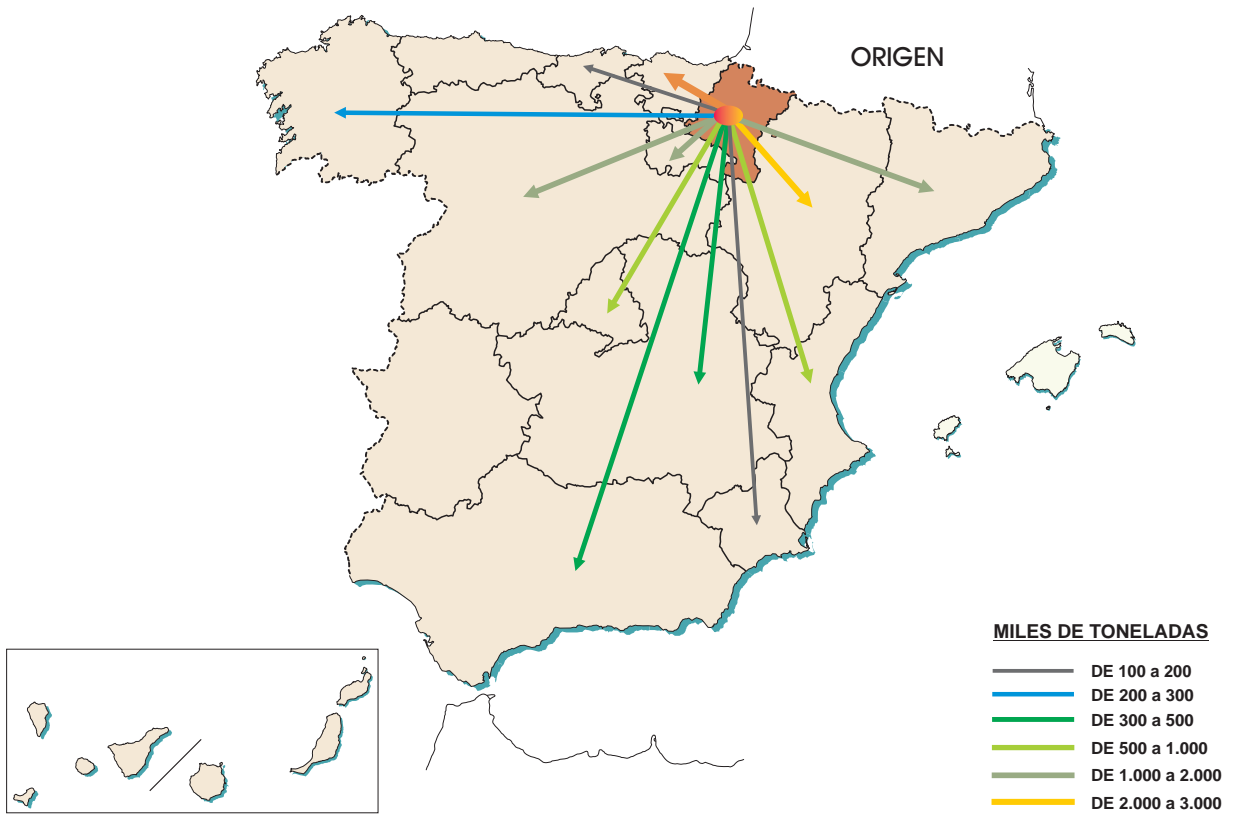 ORIGEN
MILES DE TONELADAS
DE 100 a 200
DE 200 a 300
DE 300 a 500
DE 500 a 1.000
DE 1.000 a 2.000
DE 2.000 a 3.000